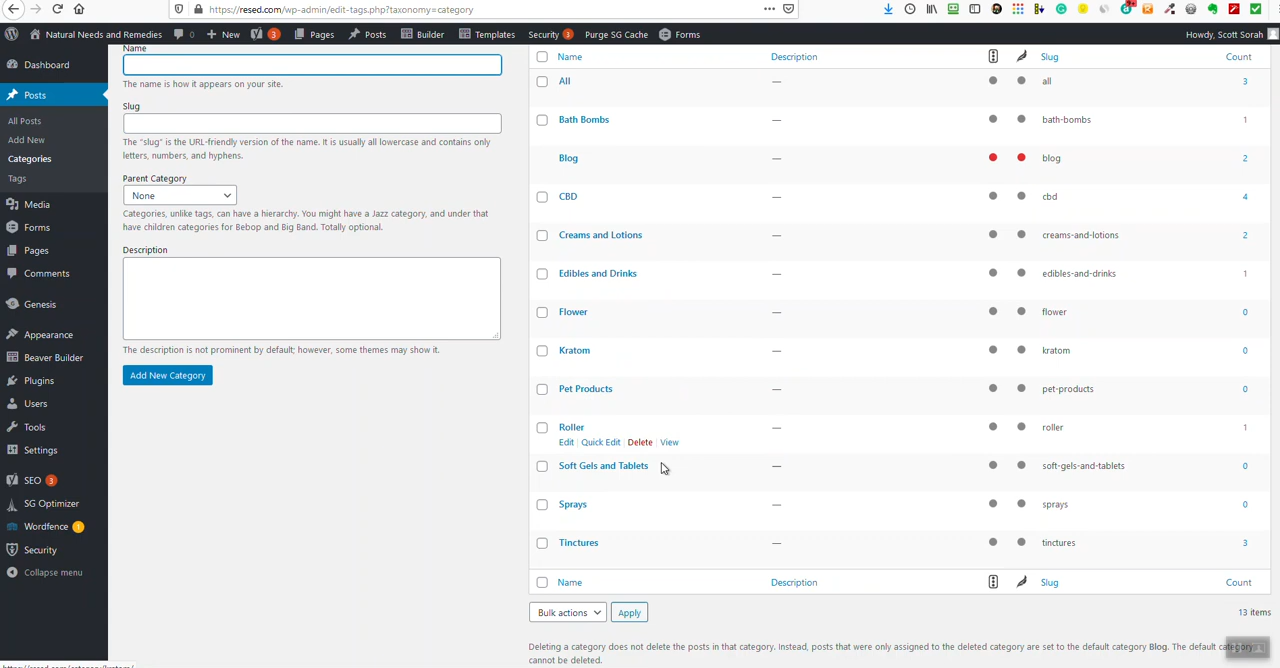 https://resed.com/wp-admin/edit-tags.php?taxonomy=category
Natural Needs and Remedies 0 + New 3 Pages Posts Builder Templates Security 3 Purge SG Cache Forms Howdy, Scott Sorah
Dashboard
Posts
All Posts
Add New
Categories
Tags
Media
Forms
Pages
Comments
Genesis
Appearance
Beaver Builder
Plugins
Users
Tools
Settings
SEO 3
SG Optimizer
Wordfence 1
Security
Collapse menu
Name
The name is how it appears on your site.
Slug
The "slug" is the URL-friendly version of the name. It is usually all lowercase and contains only
letters, numbers, and hyphens.
Parent Category
None
Categories, unlike tags, can have a hierarchy. You might have a Jazz category, and under that
have children categories for Bebop and Big Band. Totally optional.
Description
The description is not prominent by default; however, some themes may show it.
Add New Category
Name Description Slug Count
All — all 3
Bath Bombs — bath-bombs 1
Blog — blog 2
CBD — cbd 4
Creams and Lotions — creams-and-lotions 2
Edibles and Drinks — edibles-and-drinks 1
Flower — flower 0
Kratom — kratom 0
Pet Products — pet-products 0
Roller — roller 1
Edit | Quick Edit | Delete | View
Soft Gels and Tablets — soft-gels-and-tablets 0
Sprays — sprays 0
Tinctures — tinctures 3
Name Description Slug Count
Bulk actions Apply 13 items
Deleting a category does not delete the posts in that category. Instead, posts that were only assigned to the deleted category are set to the default category Blog. The default category
cannot be deleted.